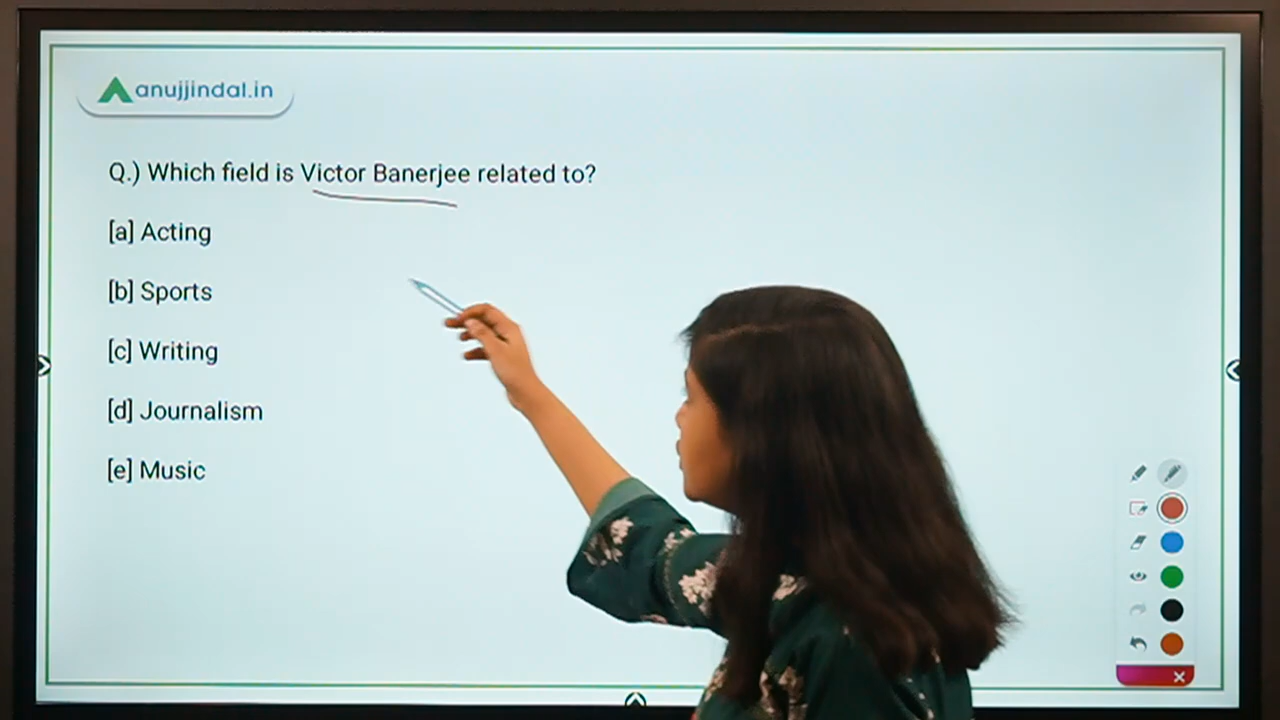 anujjindal.in
Q.) Which field is Victor Banerjee related to?
[a] Acting
[b] Sports
[c] Writing
[d] Journalism
[e] Music